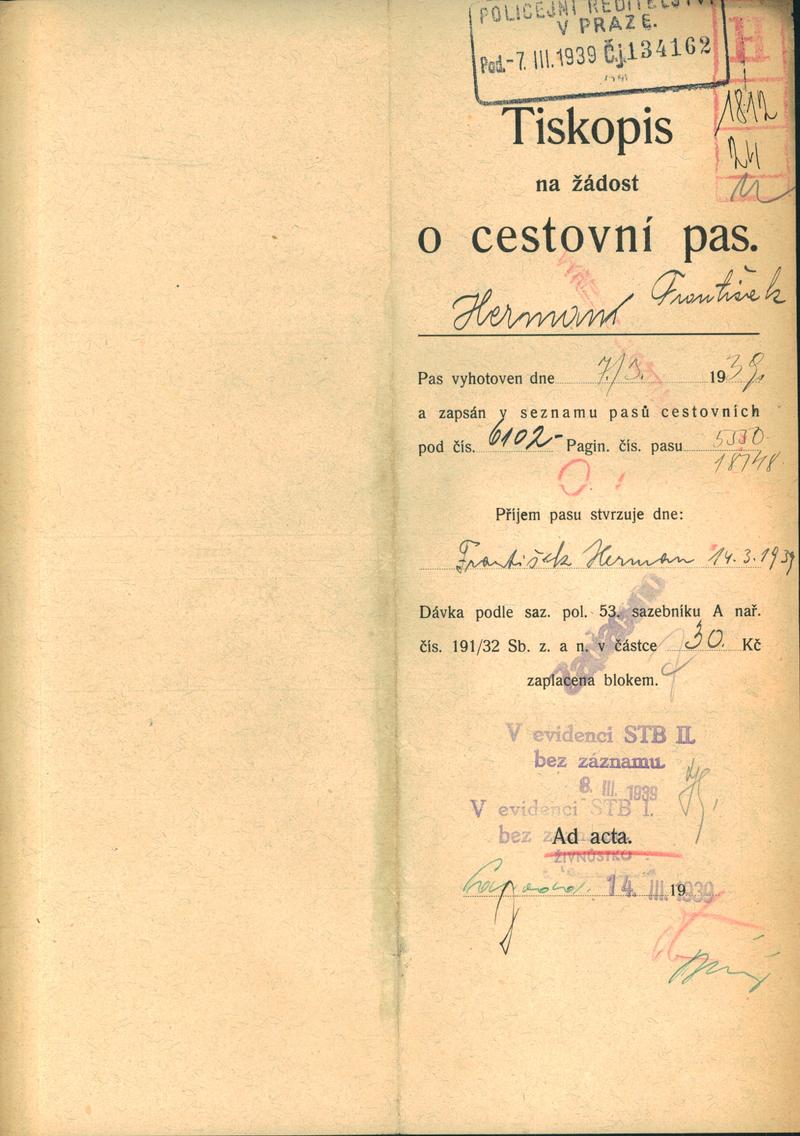 POLICEJNÍ ŘEDITELSTVÍ
V PRAZE.
Pod. -7. III. 1939 Č.j. 134162
H
1812
24
Tiskopis
na žádost
o cestovní pas.
Herman František
Pas vyhotoven dne 7./3. 1939.
a zapsán v seznamu pasů cestovních
pod čís. 6102- Pagin. čís. pasu 5530
18748
Příjem pasu stvrzuje dne:
František Herman 14.3.1939
Dávka podle saz. pol. 53. sazebníku A nař.
čís. 191/32 Sb. z. a n. v částce 30. Kč
zaplacena blokem.
Zaplaceno
V evidenci STB II.
bez záznamu.
8. III. 1939
V evidenci STB I.
bez
Ad acta.
14. III. 1939